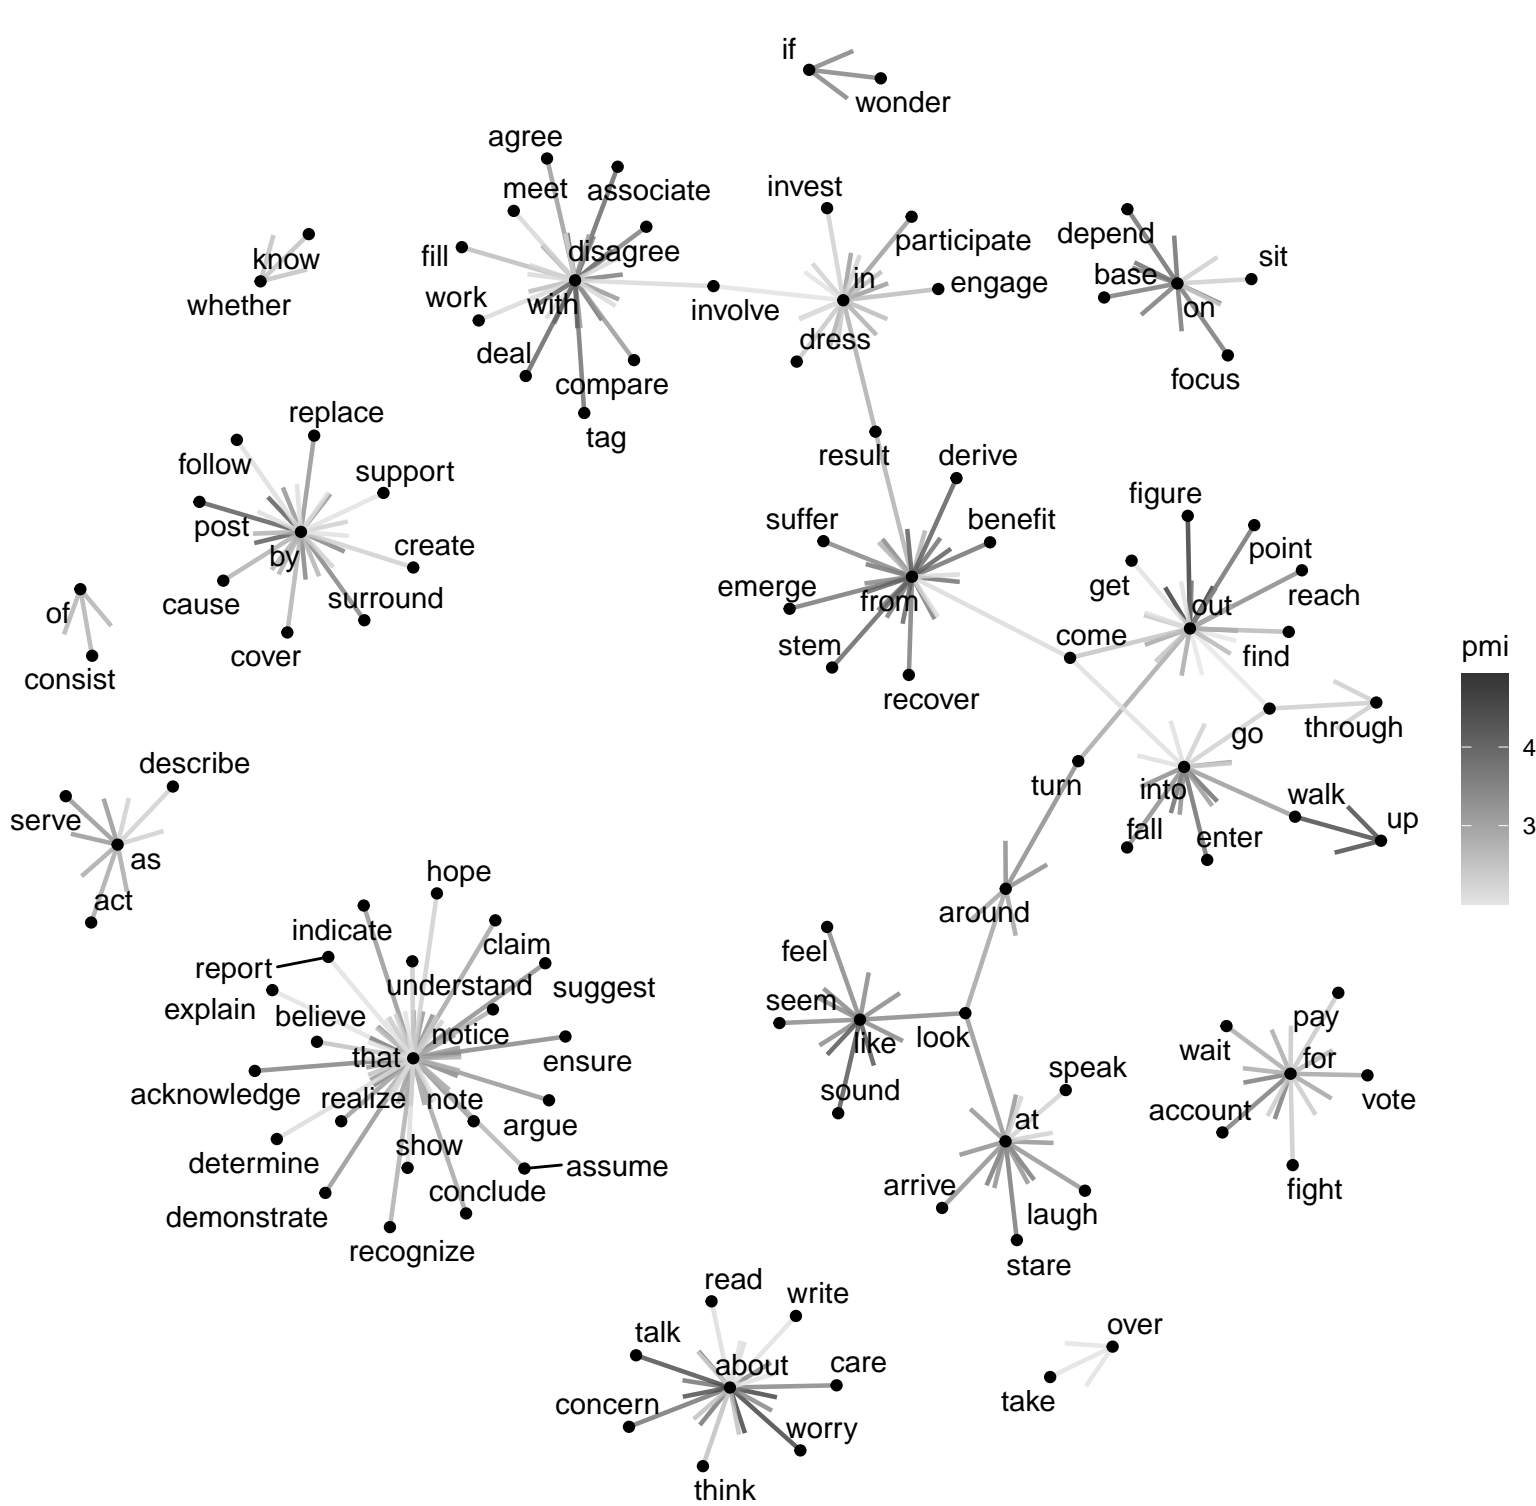 if
wonder
agree
meet
associate
invest
participate
depend
know
whether
fill
disagree
in
engage
base
sit
work
with
involve
on
deal
dress
compare
focus
tag
replace
follow
support
result
derive
figure
post
by
create
suffer
benefit
point
get
cause
surround
emerge
from
out
reach
of
cover
stem
come
find
consist
recover
pmi
go
through
describe
turn
into
walk
4
serve
fall
enter
up
3
as
act
hope
around
indicate
claim
feel
report
understand
suggest
explain
believe
notice
seem
like
look
pay
that
ensure
wait
for
acknowledge
realize
note
sound
speak
account
vote
argue
at
determine
show
assume
arrive
conclude
laugh
fight
demonstrate
recognize
stare
read
write
talk
over
about
care
concern
take
worry
think